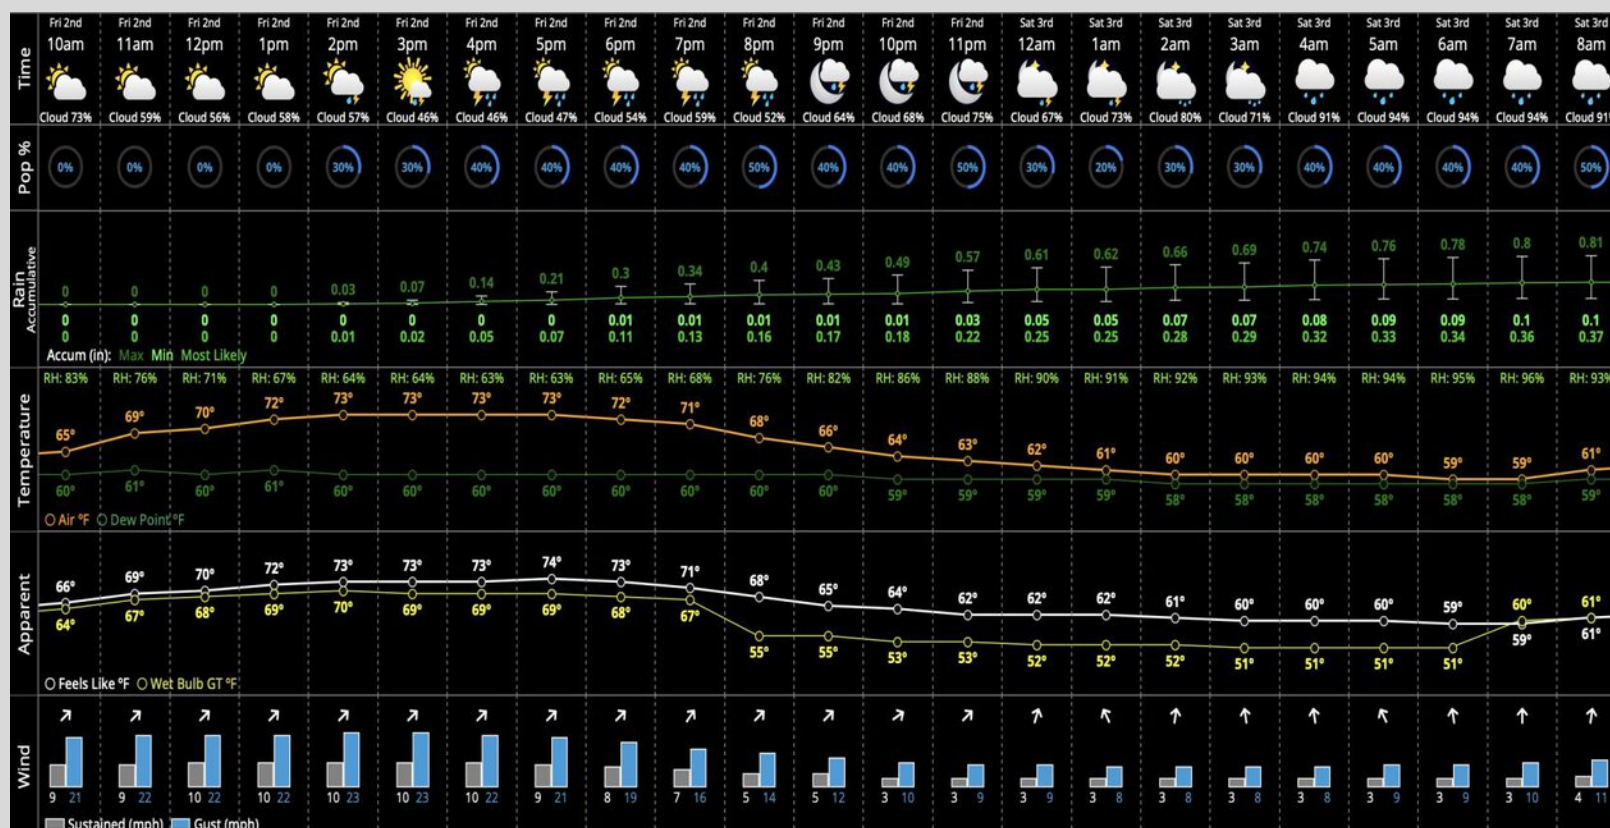 Fri 2nd Fri 2nd Fri 2nd Fri 2nd Fri 2nd Fri 2nd Fri 2nd Fri 2nd Fri 2nd Fri 2nd Fri 2nd Fri 2nd Fri 2nd Fri 2nd Sat 3rd Sat 3rd Sat 3rd Sat 3rd Sat 3rd Sat 3rd Sat 3rd Sat 3rd Sat 3rd
Time
10am 11am 12pm 1pm 2pm 3pm 4pm 5pm 6pm 7pm 8pm 9pm 10pm 11pm 12am 1am 2am 3am 4am 5am 6am 7am 8am
Cloud 73% Cloud 59% Cloud 56% Cloud 58% Cloud 57% Cloud 46% Cloud 46% Cloud 47% Cloud 54% Cloud 59% Cloud 52% Cloud 64% Cloud 68% Cloud 75% Cloud 67% Cloud 73% Cloud 80% Cloud 71% Cloud 91% Cloud 94% Cloud 94% Cloud 94% Cloud 91%
Pop %
0% 0% 0% 0% 30% 30% 40% 40% 40% 40% 50% 40% 40% 50% 30% 20% 30% 30% 40% 40% 40% 40% 50%
Rain
Accumulative
0 0 0 0 0.03 0.07 0.14 0.21 0.3 0.34 0.4 0.43 0.49 0.57 0.61 0.62 0.66 0.69 0.74 0.76 0.78 0.8 0.81
0 0 0 0 0 0 0 0 0.01 0.01 0.01 0.01 0.01 0.03 0.05 0.05 0.07 0.07 0.08 0.09 0.09 0.1 0.1
0 0 0 0 0.01 0.02 0.05 0.07 0.11 0.13 0.16 0.17 0.18 0.22 0.25 0.25 0.28 0.29 0.32 0.33 0.34 0.36 0.37
Accum (in): Max Min Most Likely
Temperature
RH: 83% RH: 76% RH: 71% RH: 67% RH: 64% RH: 64% RH: 63% RH: 63% RH: 65% RH: 68% RH: 76% RH: 82% RH: 86% RH: 88% RH: 90% RH: 91% RH: 92% RH: 93% RH: 94% RH: 94% RH: 95% RH: 96% RH: 93%
65° 69° 70° 72° 73° 73° 73° 73° 72° 71° 68° 66° 64° 63° 62° 61° 60° 60° 60° 60° 59° 59° 61°
60° 61° 60° 61° 60° 60° 60° 60° 60° 60° 60° 60° 59° 59° 59° 59° 58° 58° 58° 58° 58° 58° 59°
Air ºF Dew Point ºF
Apparent
66° 69° 70° 72° 73° 73° 73° 74° 73° 71° 68° 65° 64° 62° 62° 62° 61° 60° 60° 60° 59° 59° 61°
64° 67° 68° 69° 70° 69° 69° 69° 68° 67° 55° 55° 53° 53° 52° 52° 52° 51° 51° 51° 51° 60° 61°
Feels Like ºF Wet Bulb GT ºF
Wind
9 21 9 22 10 22 10 22 10 23 10 23 10 22 9 21 8 19 7 16 5 14 5 12 3 10 3 9 3 9 3 8 3 8 3 8 3 8 3 9 3 9 3 10 4 11
Sustained (mph) Gust (mph)